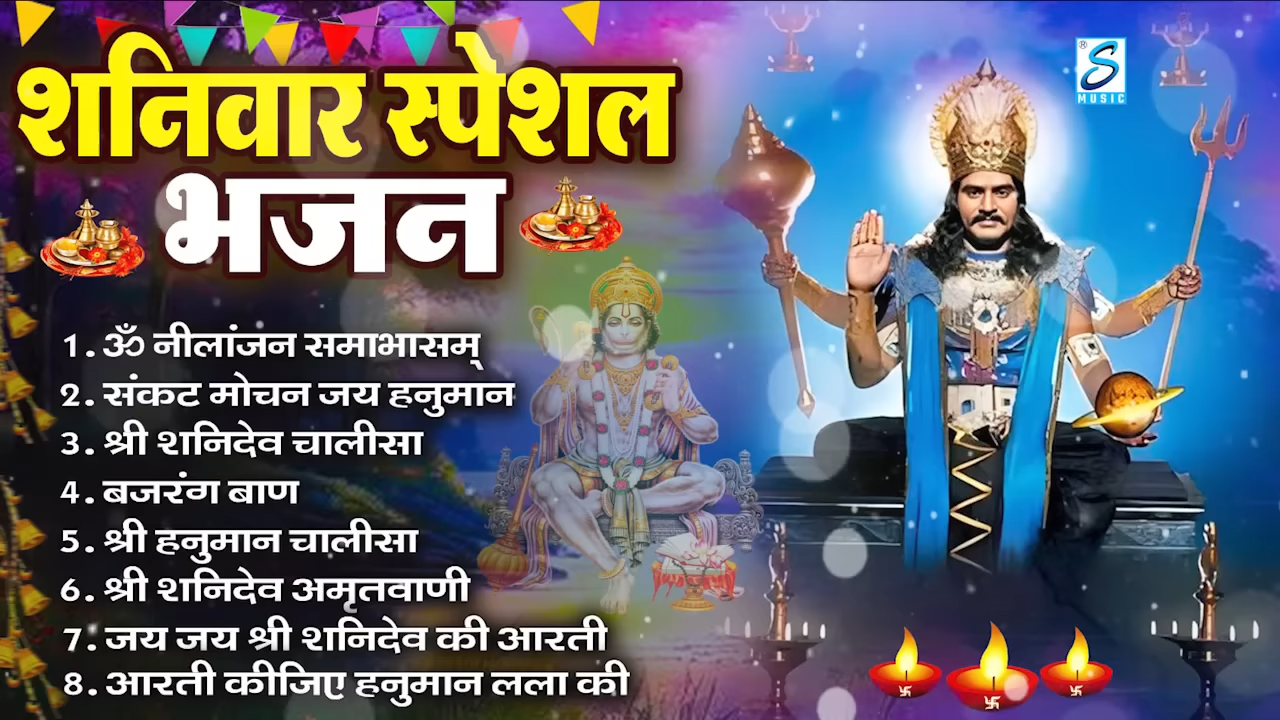 शनिवार स्पेशल
भजन
1. ॐ नीलांजन समाभासम्
2. संकट मोचन जय हनुमान
3. श्री शनिदेव चालीसा
4. बजरंग बाण
5. श्री हनुमान चालीसा
6. श्री शनिदेव अमृतवाणी
7. जय जय श्री शनिदेव की आरती
8. आरती कीजिए हनुमान लला की
® S
MUSIC